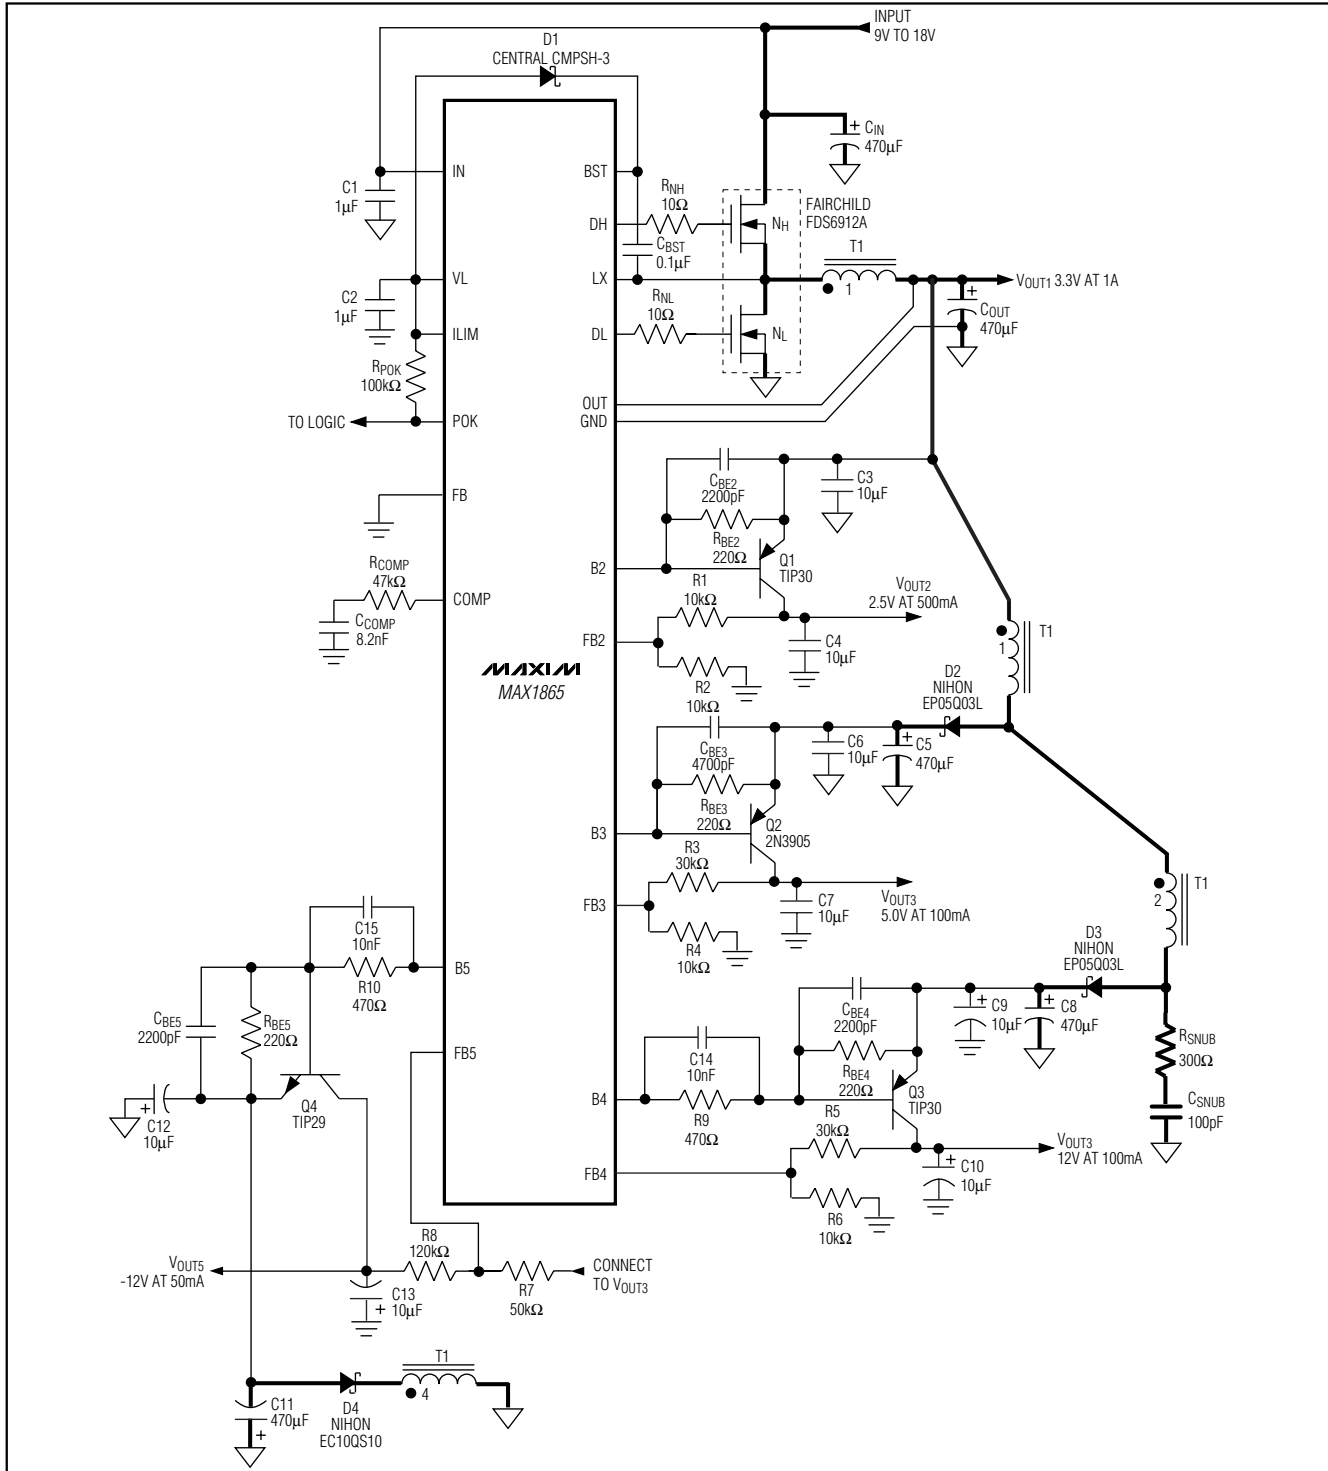 INPUT
9V TO 18V
D1
CENTRAL CMPSH-3
CIN
470µF
+
IN
BST
C1
1µF
RNH
10Ω
FAIRCHILD
FDS6912A
DH
NH
CBST
0.1µF
T1
1
VL
LX
VOUT1 3.3V AT 1A
C2
1µF
RNL
10Ω
+
COUT
470µF
ILIM
DL
NL
RPOK
100kΩ
OUT
GND
TO LOGIC
POK
CBE2
2200pF
C3
10µF
FB
RBE2
220Ω
Q1
TIP30
B2
RCOMP
47kΩ
COMP
R1
10kΩ
VOUT2
2.5V AT 500mA
CCOMP
8.2nF
FB2
C4
10µF
1
T1
MAXIM
MAX1865
R2
10kΩ
D2
NIHON
EP05Q03L
CBE3
4700pF
C6
10µF
+
C5
470µF
RBE3
220Ω
Q2
2N3905
B3
R3
30kΩ
VOUT3
5.0V AT 100mA
2
T1
FB3
C7
10µF
C15
10nF
R4
10kΩ
D3
NIHON
EP05Q03L
B5
R10
470Ω
CBE5
2200pF
RBE5
220Ω
CBE4
2200pF
+
C9
10µF
+
C8
470µF
RSNUB
300Ω
FB5
C14
10nF
RBE4
220Ω
Q3
TIP30
B4
R9
470Ω
CSNUB
100pF
+
C12
10µF
Q4
TIP29
R5
30kΩ
VOUT3
12V AT 100mA
FB4
+
C10
10µF
R6
10kΩ
VOUT5
-12V AT 50mA
R8
120kΩ
CONNECT
TO VOUT3
R7
50kΩ
C13
10µF
+
T1
4
C11
470µF
+
D4
NIHON
EC10QS10